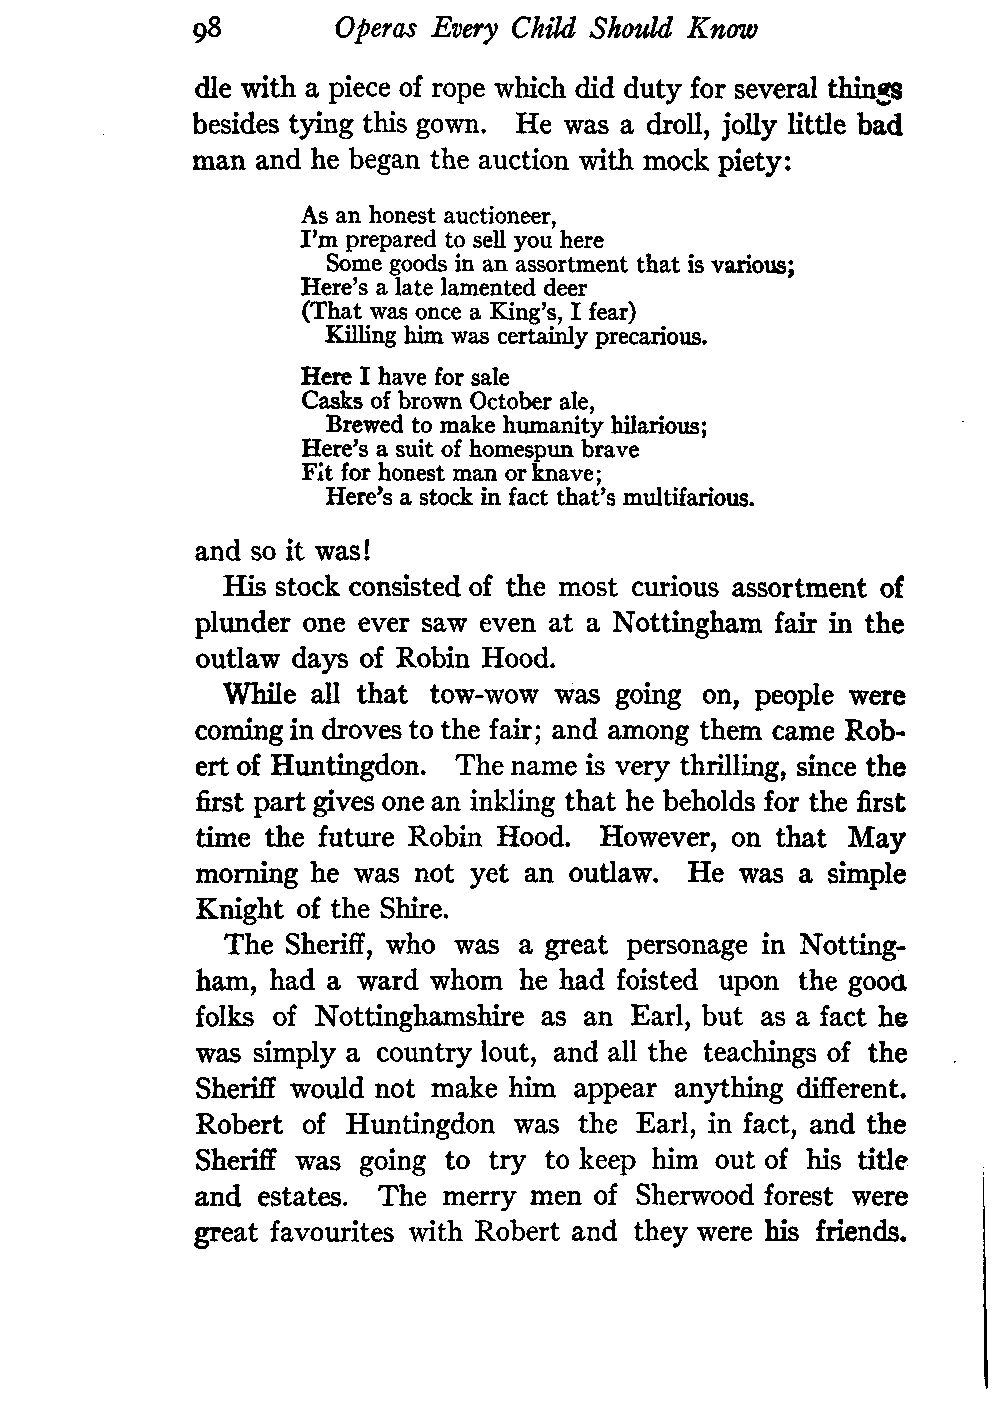 98 Operas Every Child Should Know
dle with a piece of rope which did duty for several things
besides tying this gown. He was a droll, jolly little bad
man and he began the auction with mock piety:
As an honest auctioneer,
I'm prepared to sell you here
Some goods in an assortment that is various;
Here's a late lamented deer
(That was once a King's, I fear)
Killing him was certainly precarious.
Here I have for sale
Casks of brown October ale,
Brewed to make humanity hilarious;
Here's a suit of homespun brave
Fit for honest man or knave;
Here's a stock in fact that's multifarious.
and so it was!
His stock consisted of the most curious assortment of
plunder one ever saw even at a Nottingham fair in the
outlaw days of Robin Hood.
While all that tow-wow was going on, people were
coming in droves to the fair; and among them came Rob-
ert of Huntingdon. The name is very thrilling, since the
first part gives one an inkling that he beholds for the first
time the future Robin Hood. However, on that May
morning he was not yet an outlaw. He was a simple
Knight of the Shire.
The Sheriff, who was a great personage in Notting-
ham, had a ward whom he had foisted upon the good
folks of Nottinghamshire as an Earl, but as a fact he
was simply a country lout, and all the teachings of the
Sheriff would not make him appear anything different.
Robert of Huntingdon was the Earl, in fact, and the
Sheriff was going to try to keep him out of his title
and estates. The merry men of Sherwood forest were
great favourites with Robert and they were his friends.